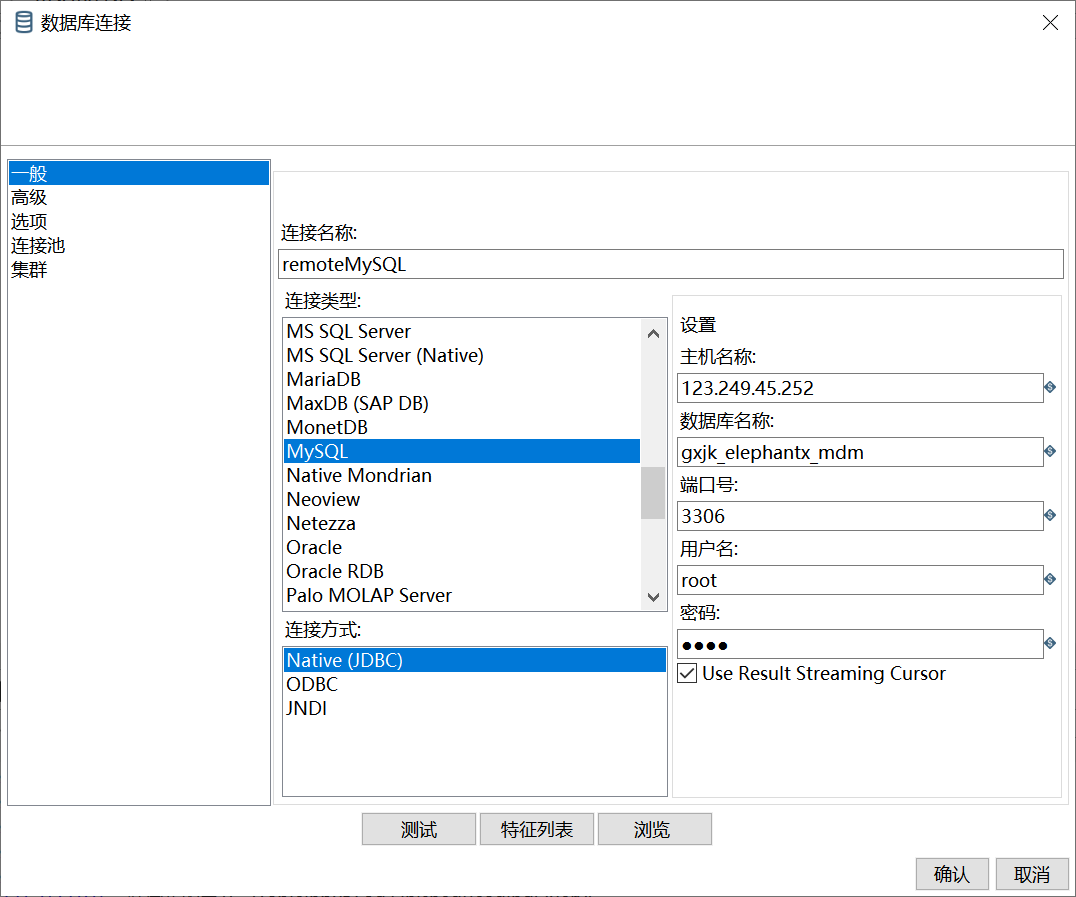 数据库连接
一般
高级
选项
连接池
集群
连接名称:
remoteMySQL
连接类型:
MS SQL Server
MS SQL Server (Native)
MariaDB
MaxDB (SAP DB)
MonetDB
MySQL
Native Mondrian
Neoview
Netezza
Oracle
Oracle RDB
Palo MOLAP Server
连接方式:
Native (JDBC)
ODBC
JNDI
设置
主机名称:
123.249.45.252
数据库名称:
gxjk_elephantx_mdm
端口号:
3306
用户名:
root
密码:
●●●●
Use Result Streaming Cursor
测试
特征列表
浏览
确认
取消